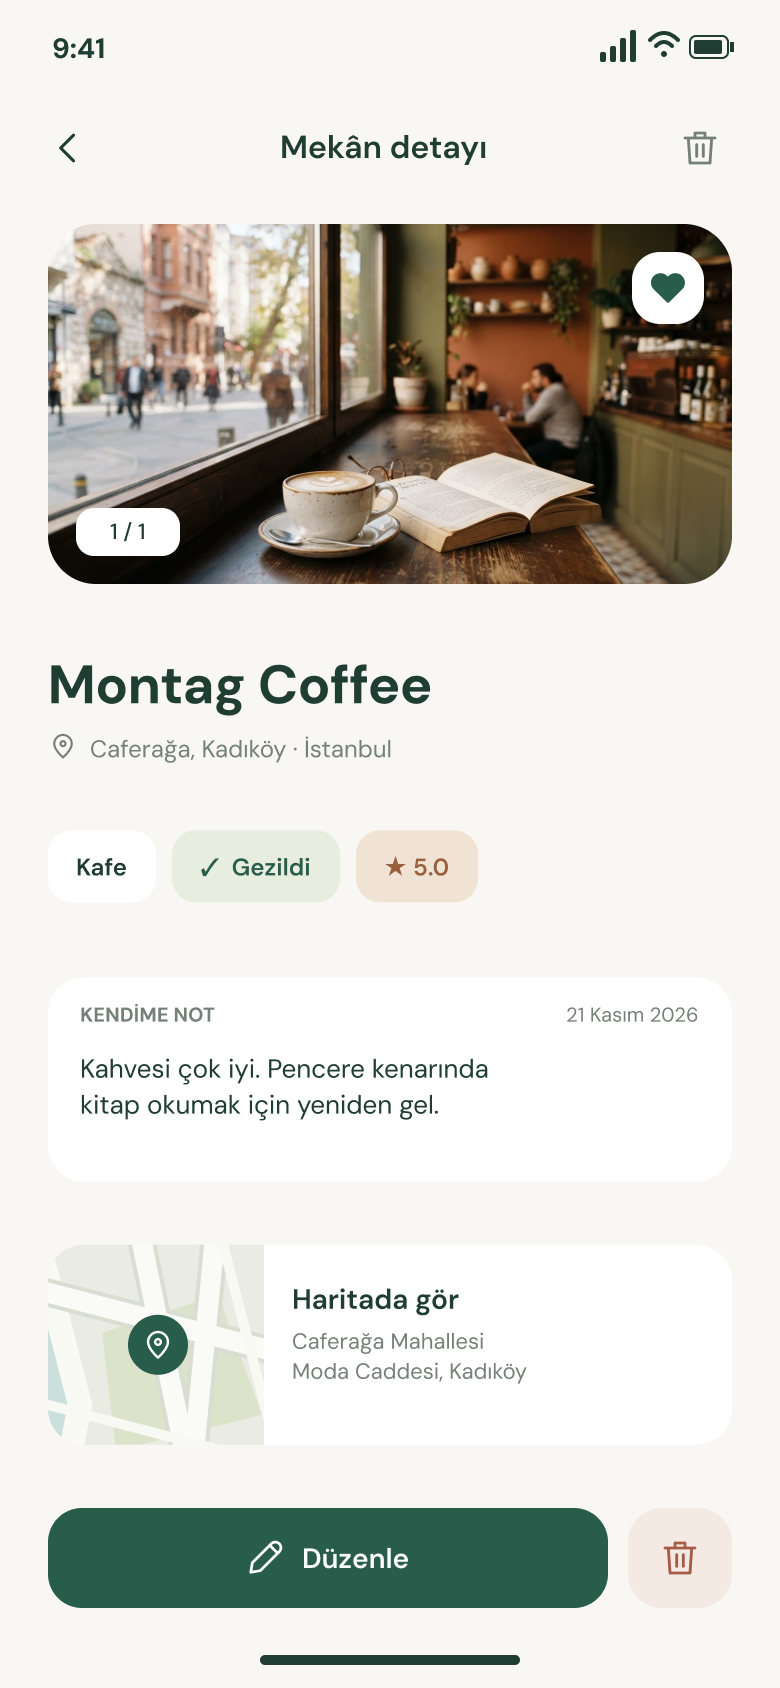 9:41
Mekân detayı
1 / 1
Montag Coffee
Caferağa, Kadıköy · İstanbul
Kafe
✓ Gezildi
★ 5.0
KENDİME NOT
21 Kasım 2026
Kahvesi çok iyi. Pencere kenarında
kitap okumak için yeniden gel.
Haritada gör
Caferağa Mahallesi
Moda Caddesi, Kadıköy
Düzenle